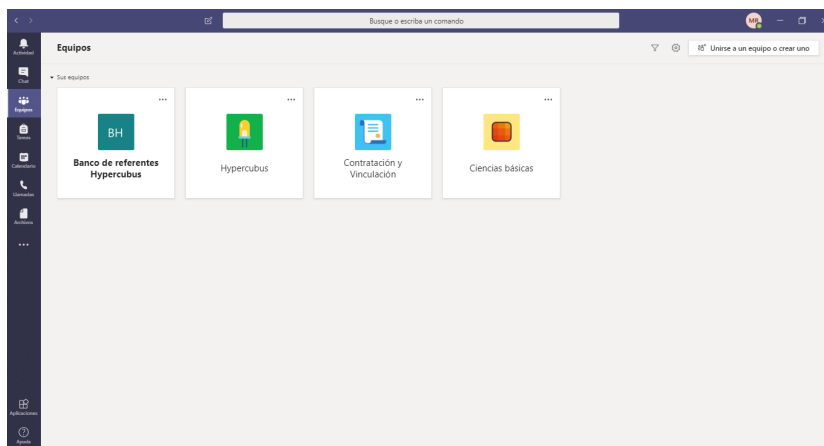 Busque o escriba un comando
MR
Actividad
Chat
Equipos
Tareas
Calendario
Llamadas
Archivos
Aplicaciones
Ayuda
Equipos
Unirse a un equipo o crear uno
Sus equipos
BH
Banco de referentes
Hypercubus
Hypercubus
Contratación y
Vinculación
Ciencias básicas